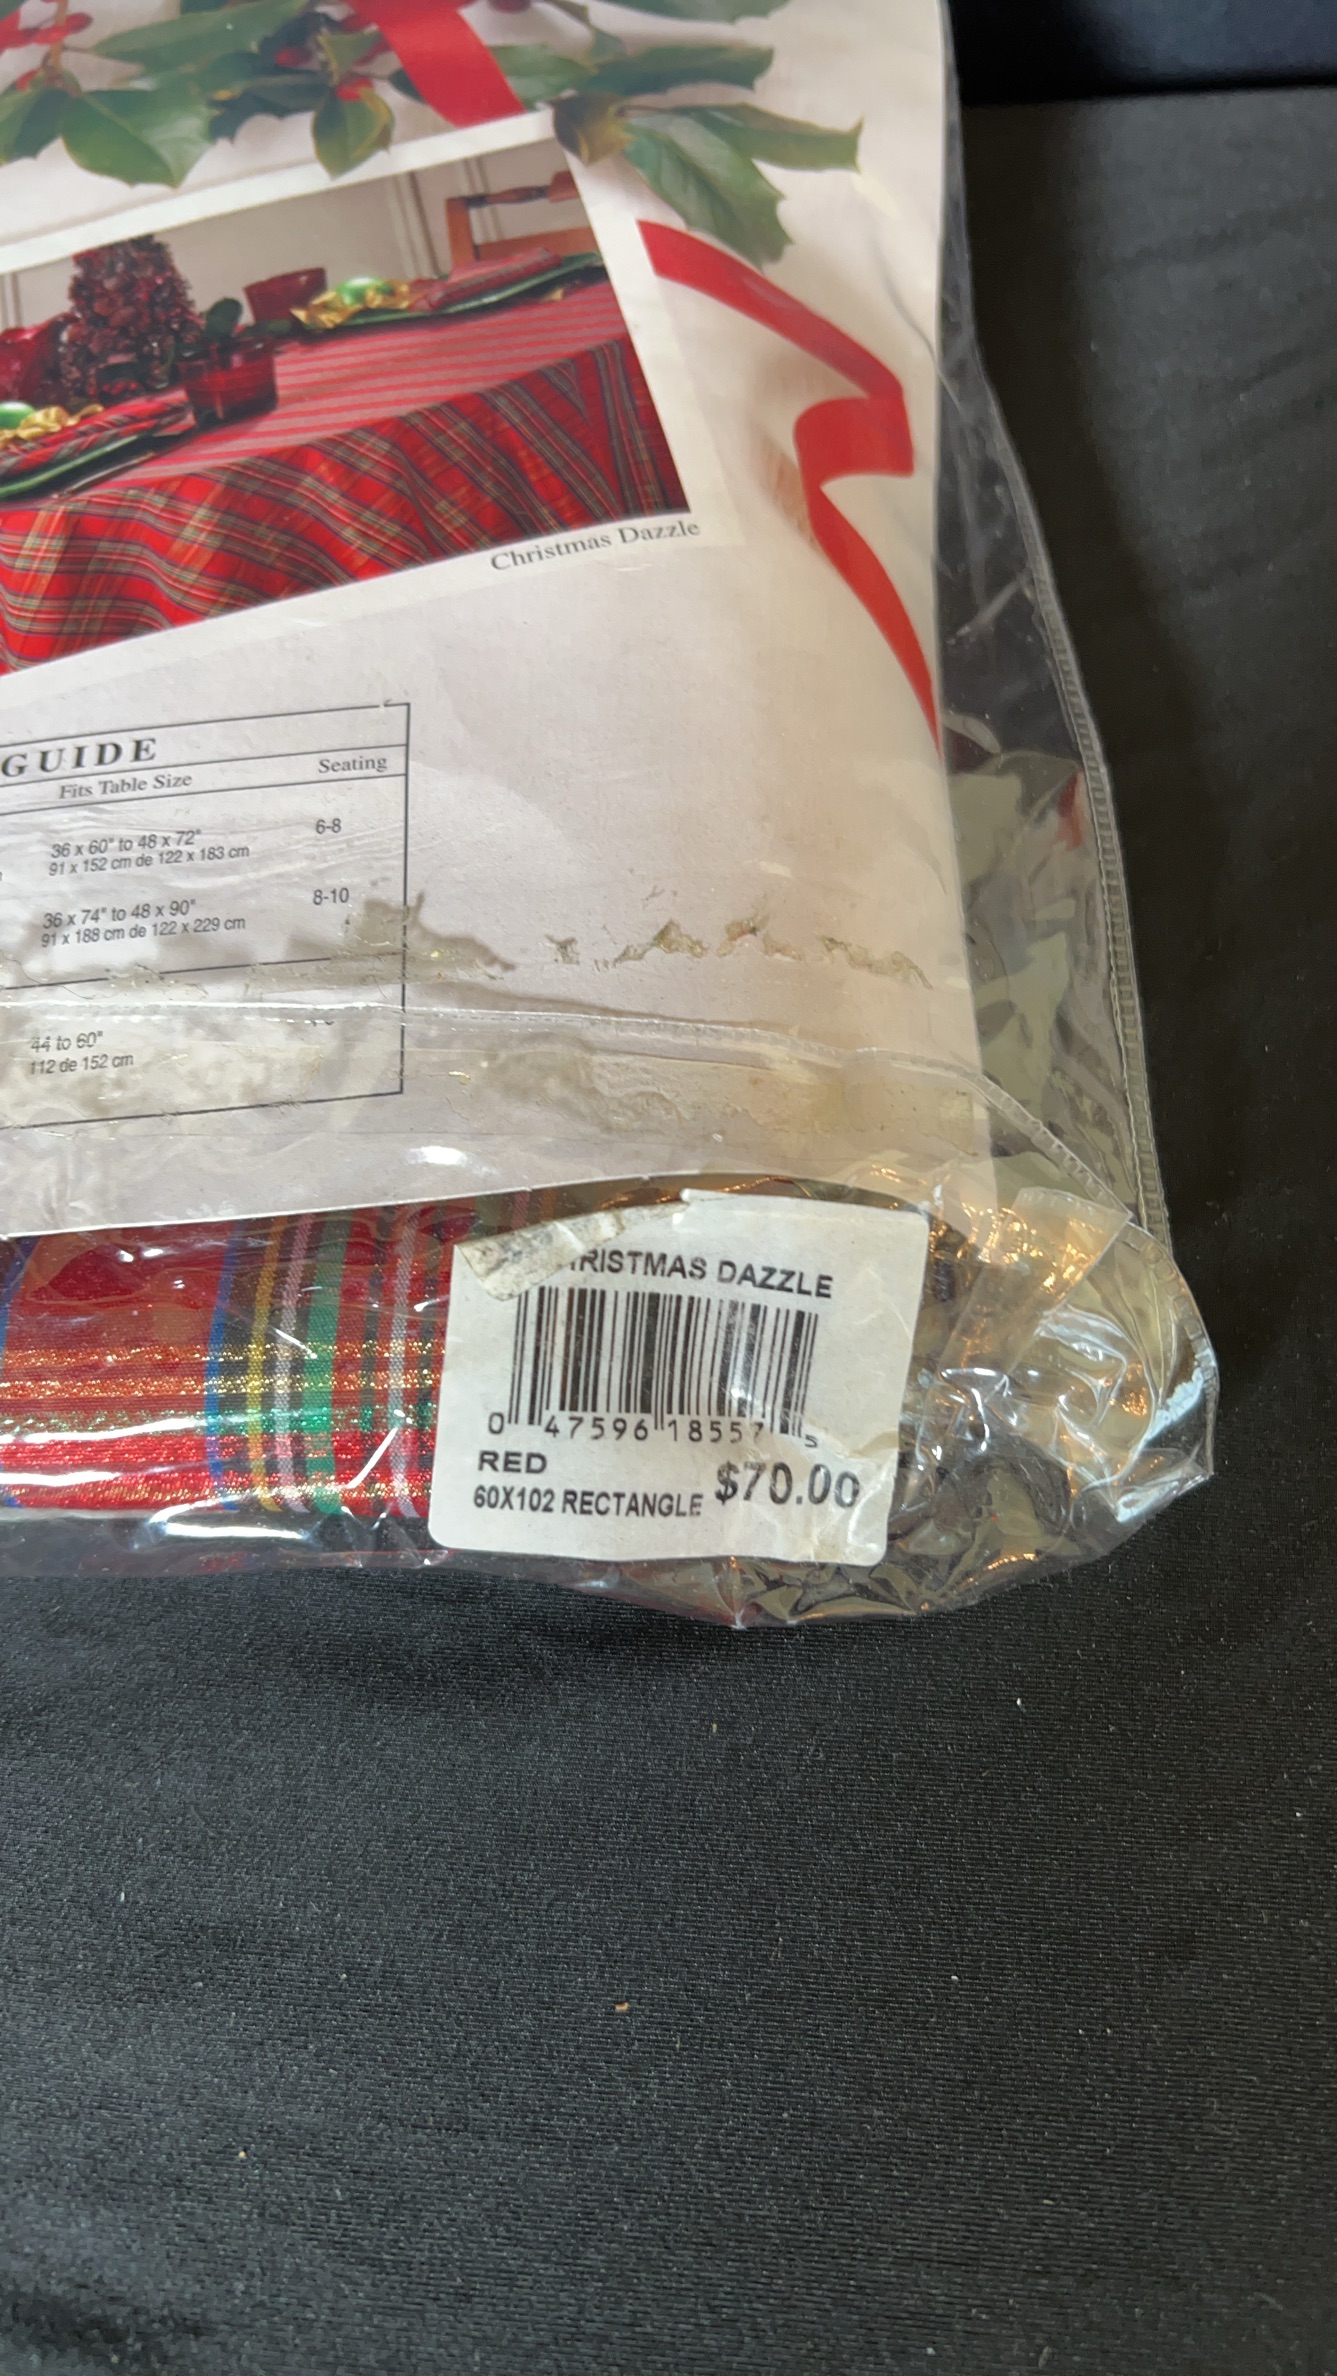 Christmas Dazzle
GUIDE
Fits Table Size
Seating
36 x 60" to 48 x 72"
91 x 152 cm de 122 x 183 cm
6-8
36 x 74" to 48 x 90"
91 x 188 cm de 122 x 229 cm
8-10
44 to 60"
112 de 152 cm
RISTMAS DAZZLE
0 47596 18557 5
RED
60X102 RECTANGLE $70.00